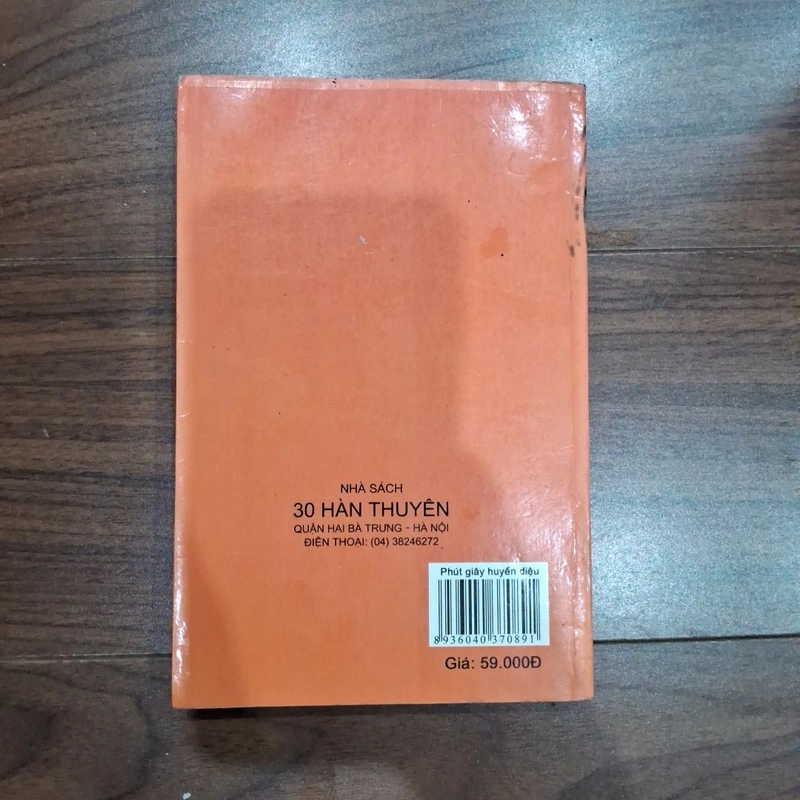 NHÀ SÁCH
30 HÀN THUYÊN
QUẬN HAI BÀ TRƯNG - HÀ NỘI
ĐIỆN THOẠI: (04) 38246272
Phút giây huyền diệu
8936040370891
Giá: 59.000Đ